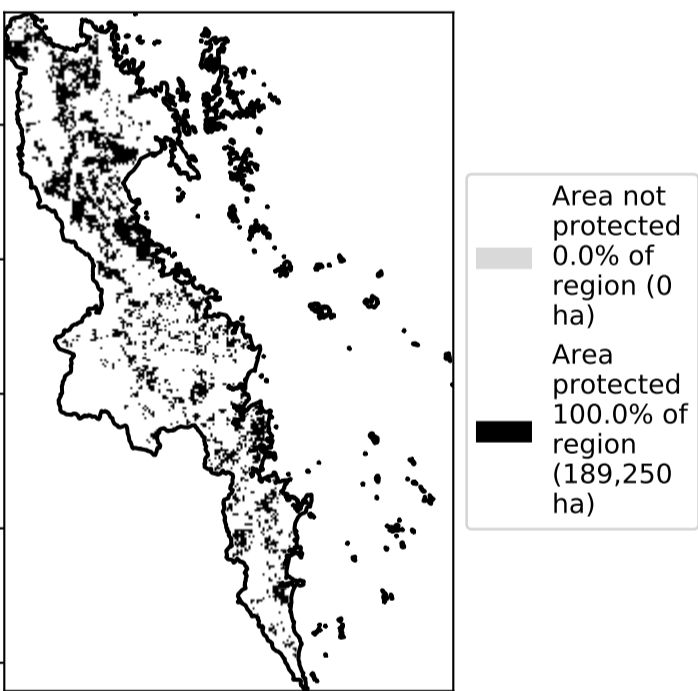 Area not
protected
0.0% of
region (0
ha)
Area
protected
100.0% of
region
(189,250
ha)